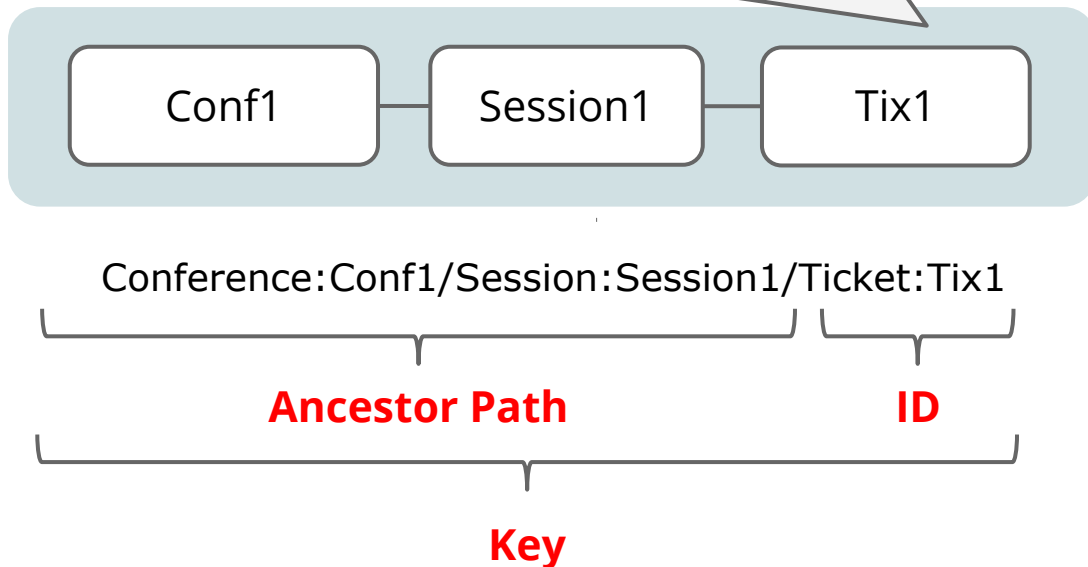 Conf1 Session1 Tix1
Conference:Conf1/Session:Session1/Ticket:Tix1
Ancestor Path ID
Key